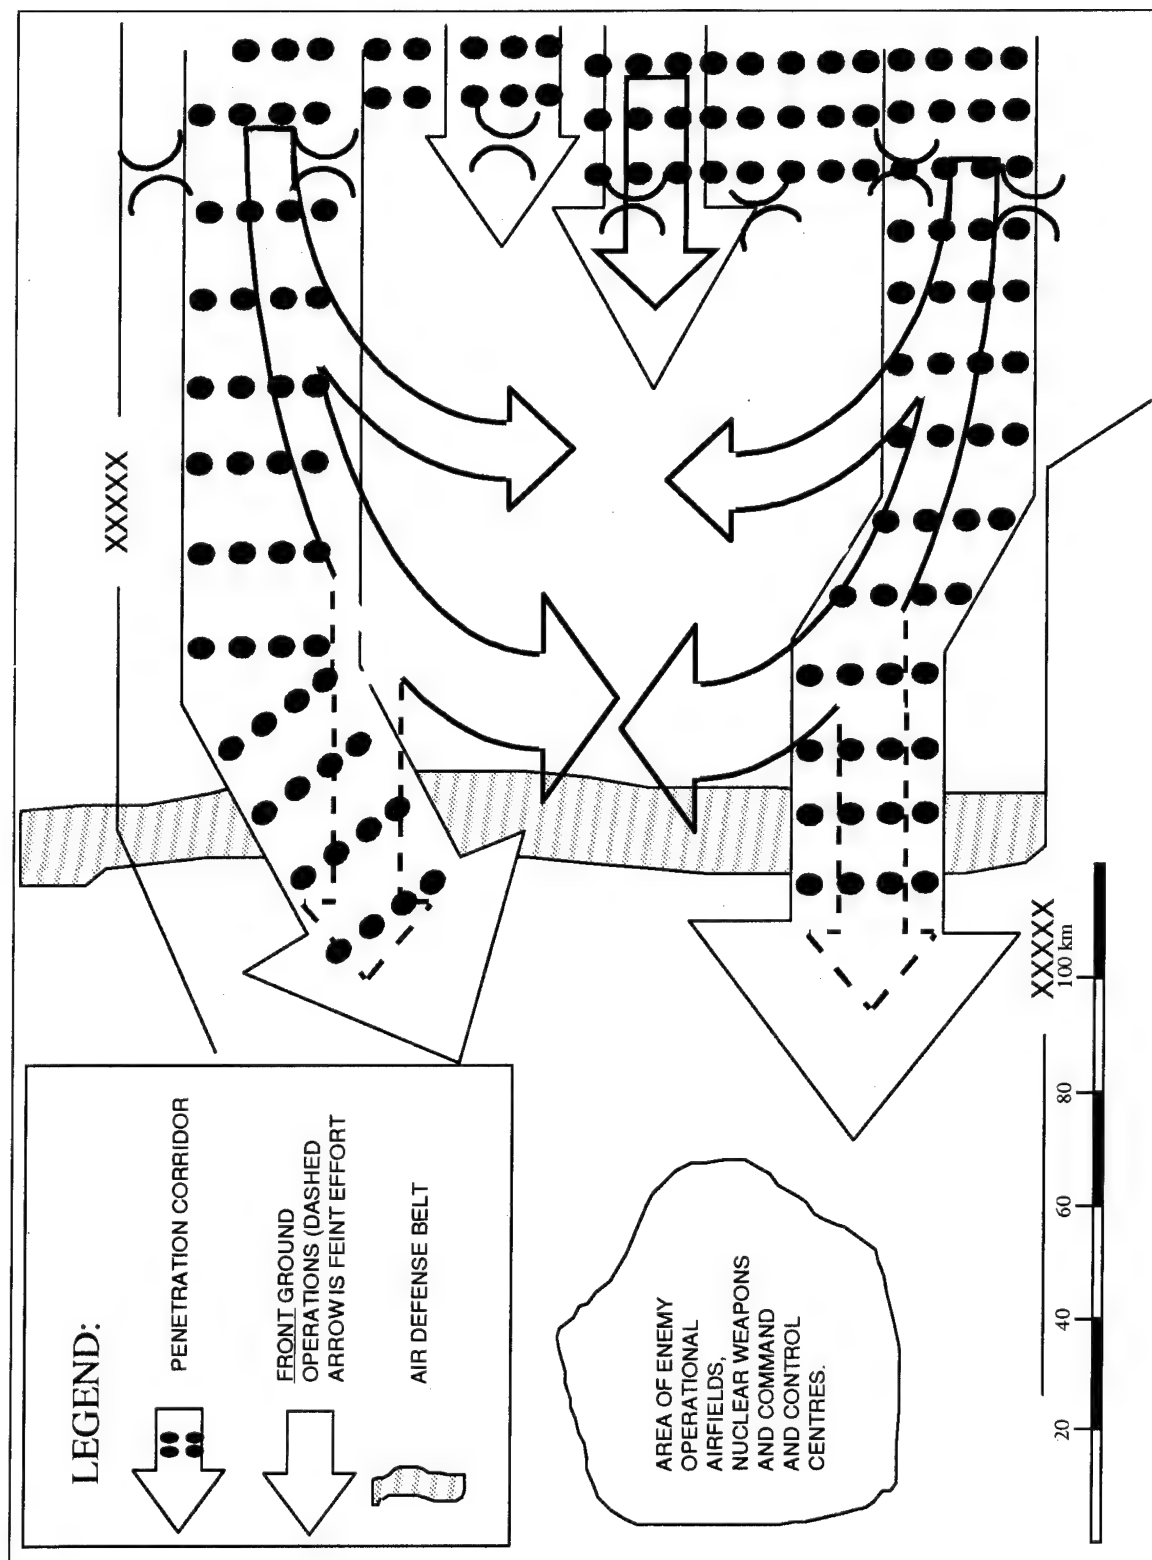 LEGEND:
PENETRATION CORRIDOR
FRONT GROUND
OPERATIONS (DASHED
ARROW IS FEINT EFFORT
AIR DEFENSE BELT
XXXXX
AREA OF ENEMY
OPERATIONAL
AIRFIELDS,
NUCLEAR WEAPONS
AND COMMAND
AND CONTROL
CENTRES.
XXXXX
20 40 60 80 100 km